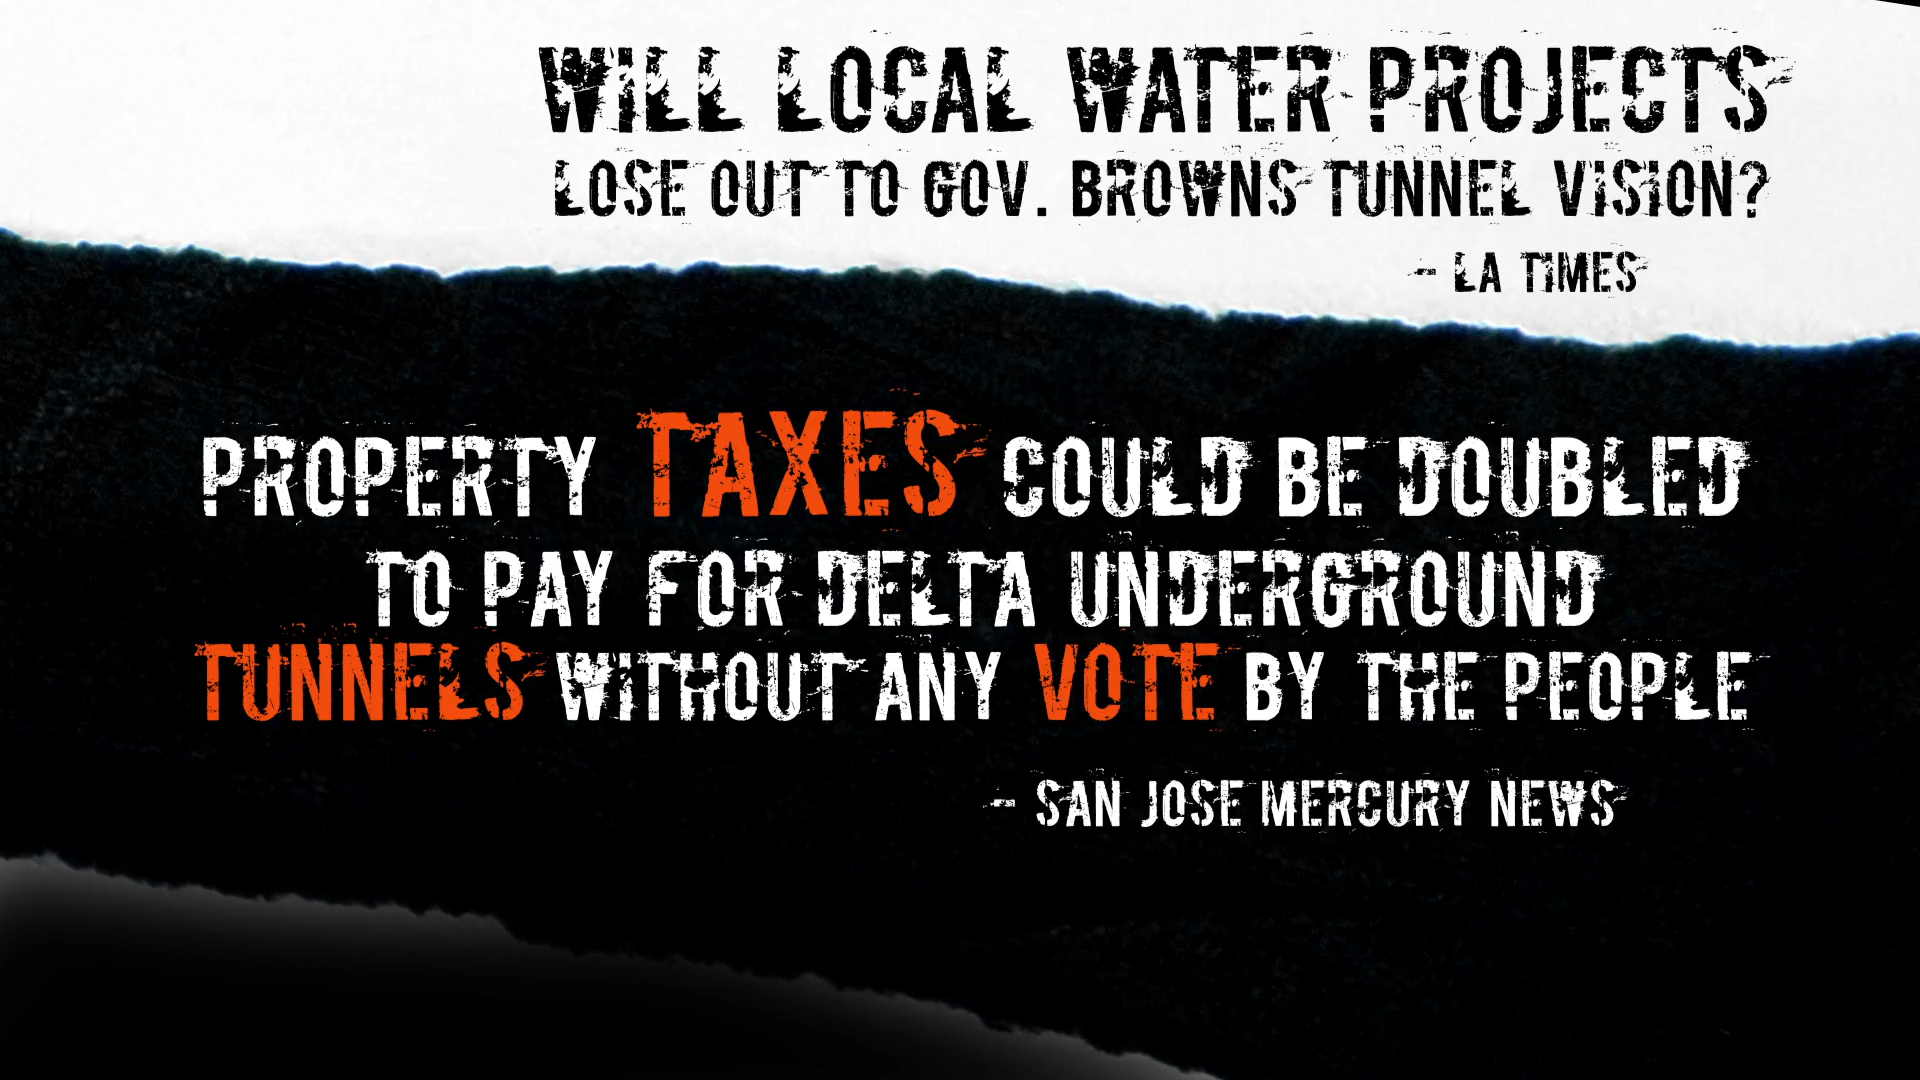 WILL LOCAL WATER PROJECTS
LOSE OUT TO GOV. BROWNS TUNNEL VISION?
- LA TIMES
PROPERTY TAXES COULD BE DOUBLED
TO PAY FOR DELTA UNDERGROUND
TUNNELS WITHOUT ANY VOTE BY THE PEOPLE
- SAN JOSE MERCURY NEWS